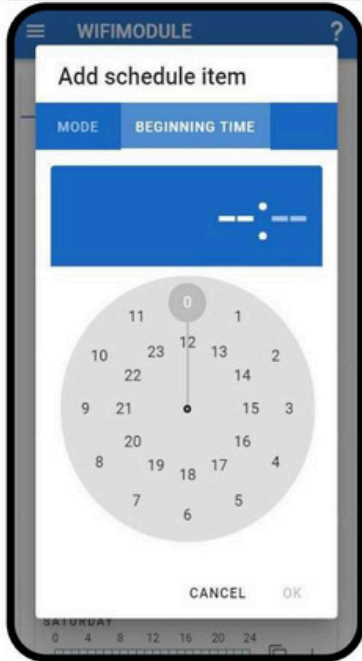 WIFIMODULE ?
Add schedule item
MODE BEGINNING TIME
--:--
0
11 1
12
23 13
10 2
22 14
9 21 15 3
20 16
8 4
19 17
18
7 5
6
CANCEL OK
SATURDAY
0 4 8 12 16 20 24